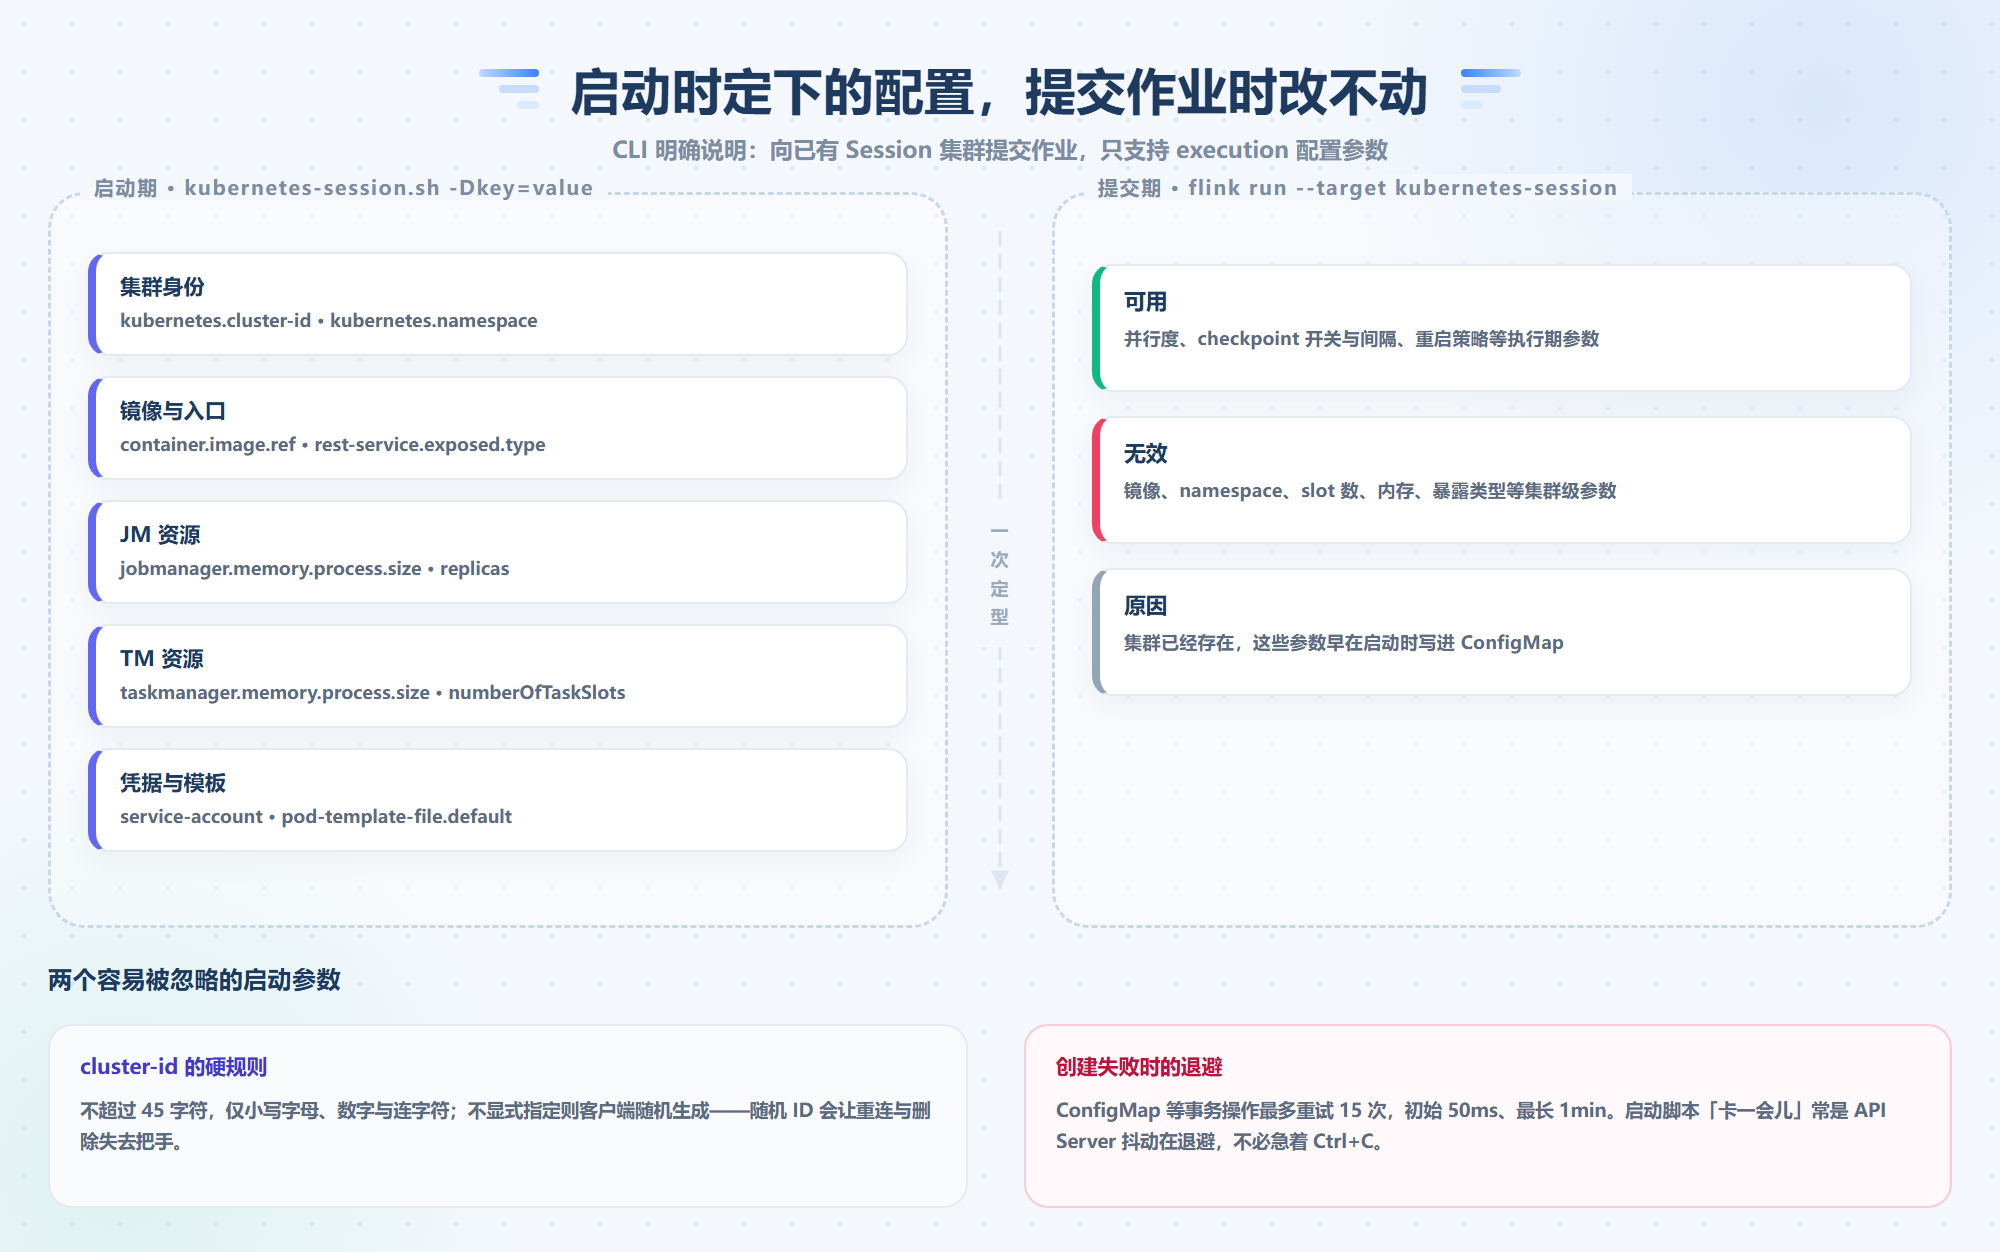 启动时定下的配置，提交作业时改不动
CLI 明确说明：向已有 Session 集群提交作业，只支持 execution 配置参数
启动期 • kubernetes-session.sh -Dkey=value
集群身份
kubernetes.cluster-id • kubernetes.namespace
镜像与入口
container.image.ref • rest-service.exposed.type
JM 资源
jobmanager.memory.process.size • replicas
TM 资源
taskmanager.memory.process.size • numberOfTaskSlots
凭据与模板
service-account • pod-template-file.default
一
次
定
型
提交期 • flink run --target kubernetes-session
可用
并行度、checkpoint 开关与间隔、重启策略等执行期参数
无效
镜像、namespace、slot 数、内存、暴露类型等集群级参数
原因
集群已经存在，这些参数早在启动时写进 ConfigMap
两个容易被忽略的启动参数
cluster-id 的硬规则
不超过 45 字符，仅小写字母、数字与连字符；不显式指定则客户端随机生成——随机 ID 会让重连与删
除失去把手。
创建失败时的退避
ConfigMap 等事务操作最多重试 15 次，初始 50ms、最长 1min。启动脚本「卡一会儿」常是 API
Server 抖动在退避，不必急着 Ctrl+C。